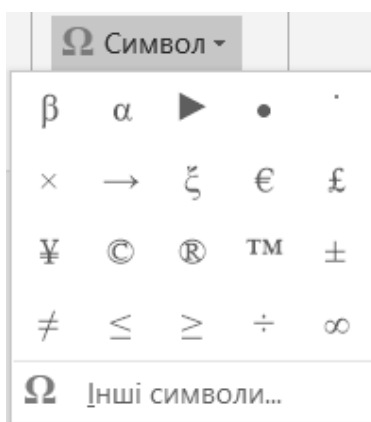 Ω Символ
β α ► ● ˙
× → ξ € £
¥ © ® ™ ±
≠ ≤ ≥ ÷ ∞
Ω Інші символи...